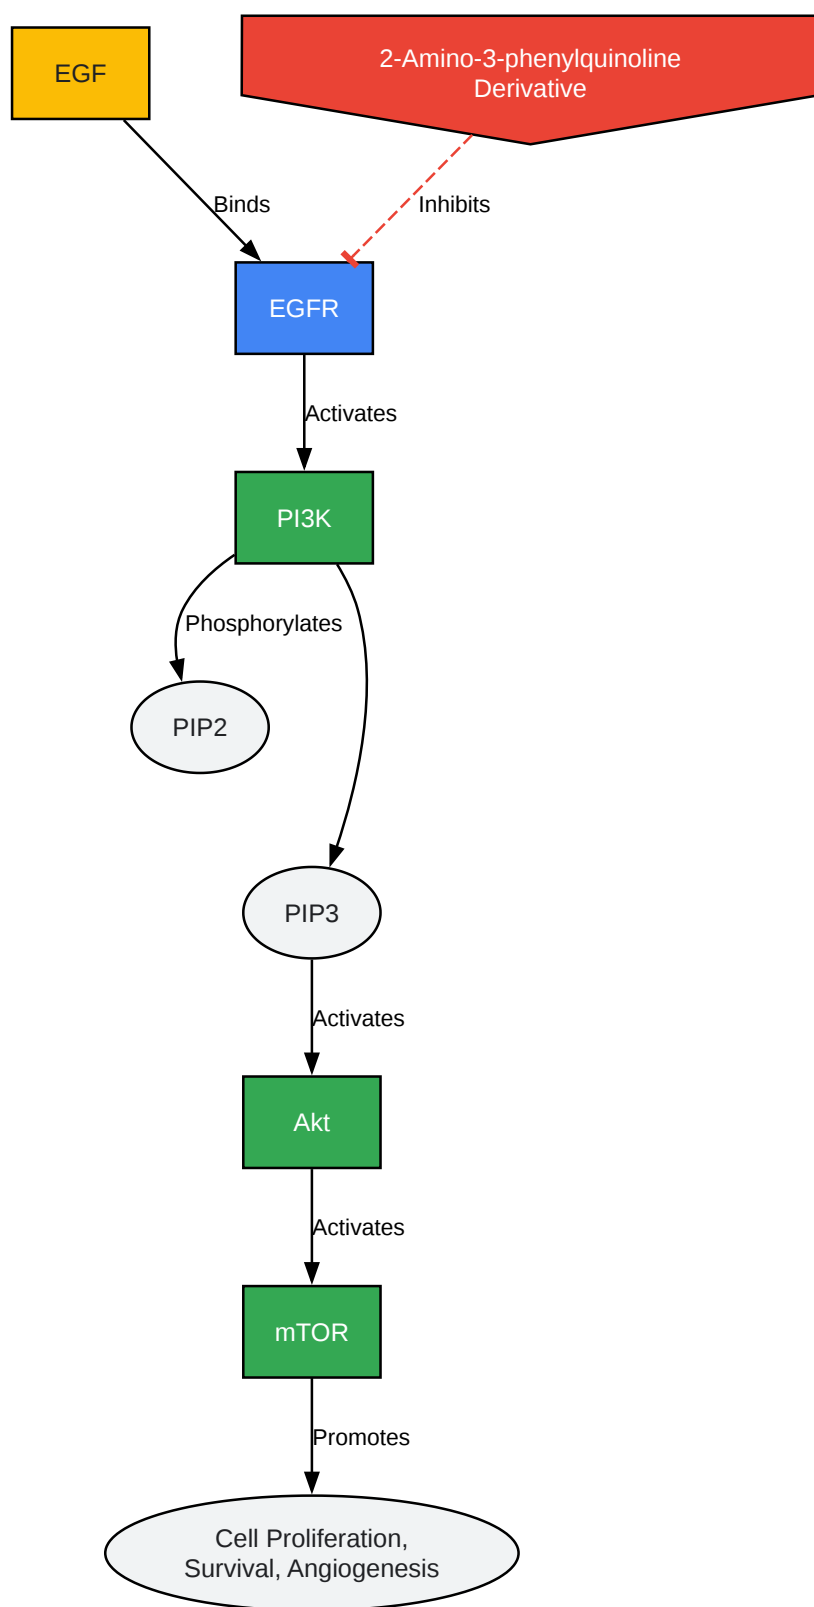 EGF
2-Amino-3-phenylquinoline
Derivative
Binds
Inhibits
EGFR
Activates
PI3K
Phosphorylates
PIP2
PIP3
Activates
Akt
Activates
mTOR
Promotes
Cell Proliferation,
Survival, Angiogenesis